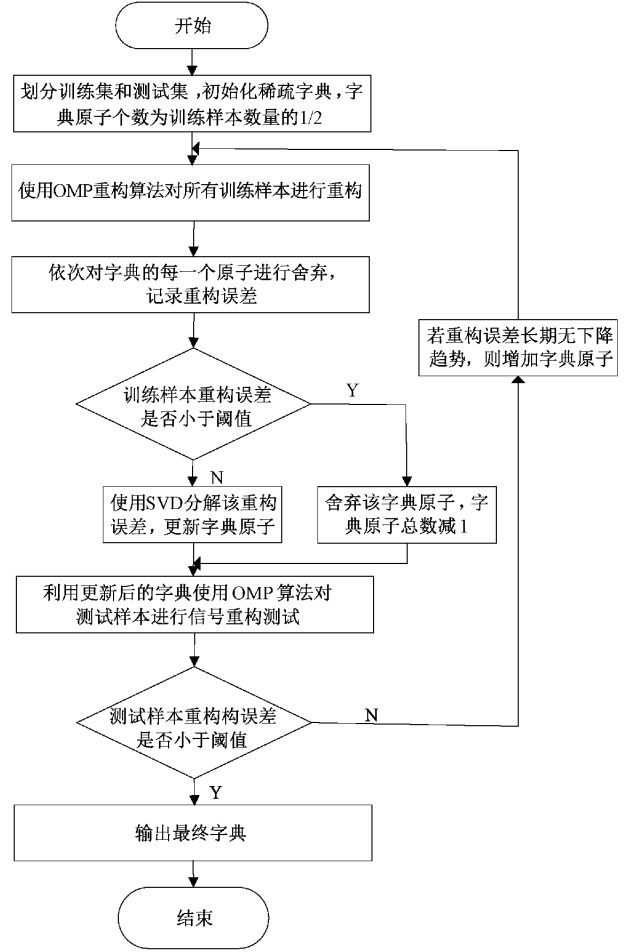 开始
划分训练集和测试集,初始化稀疏字典,字
典原子个数为训练样本数量的1/2
使用OMP重构算法对所有训练样本进行重构
依次对字典的每一个原子进行舍弃,
记录重构误差
若重构误差长期无下降
趋势，则增加字典原子
训练样本重构误差
是否小于阈值
Y
N
使用SVD分解该重构
误差，更新字典原子
舍弃该字典原子，字
典原子总数减1
利用更新后的字典使用OMP算法对
测试样本进行信号重构测试
测试样本重构构误差
是否小于阈值
N
Y
输出最终字典
结束